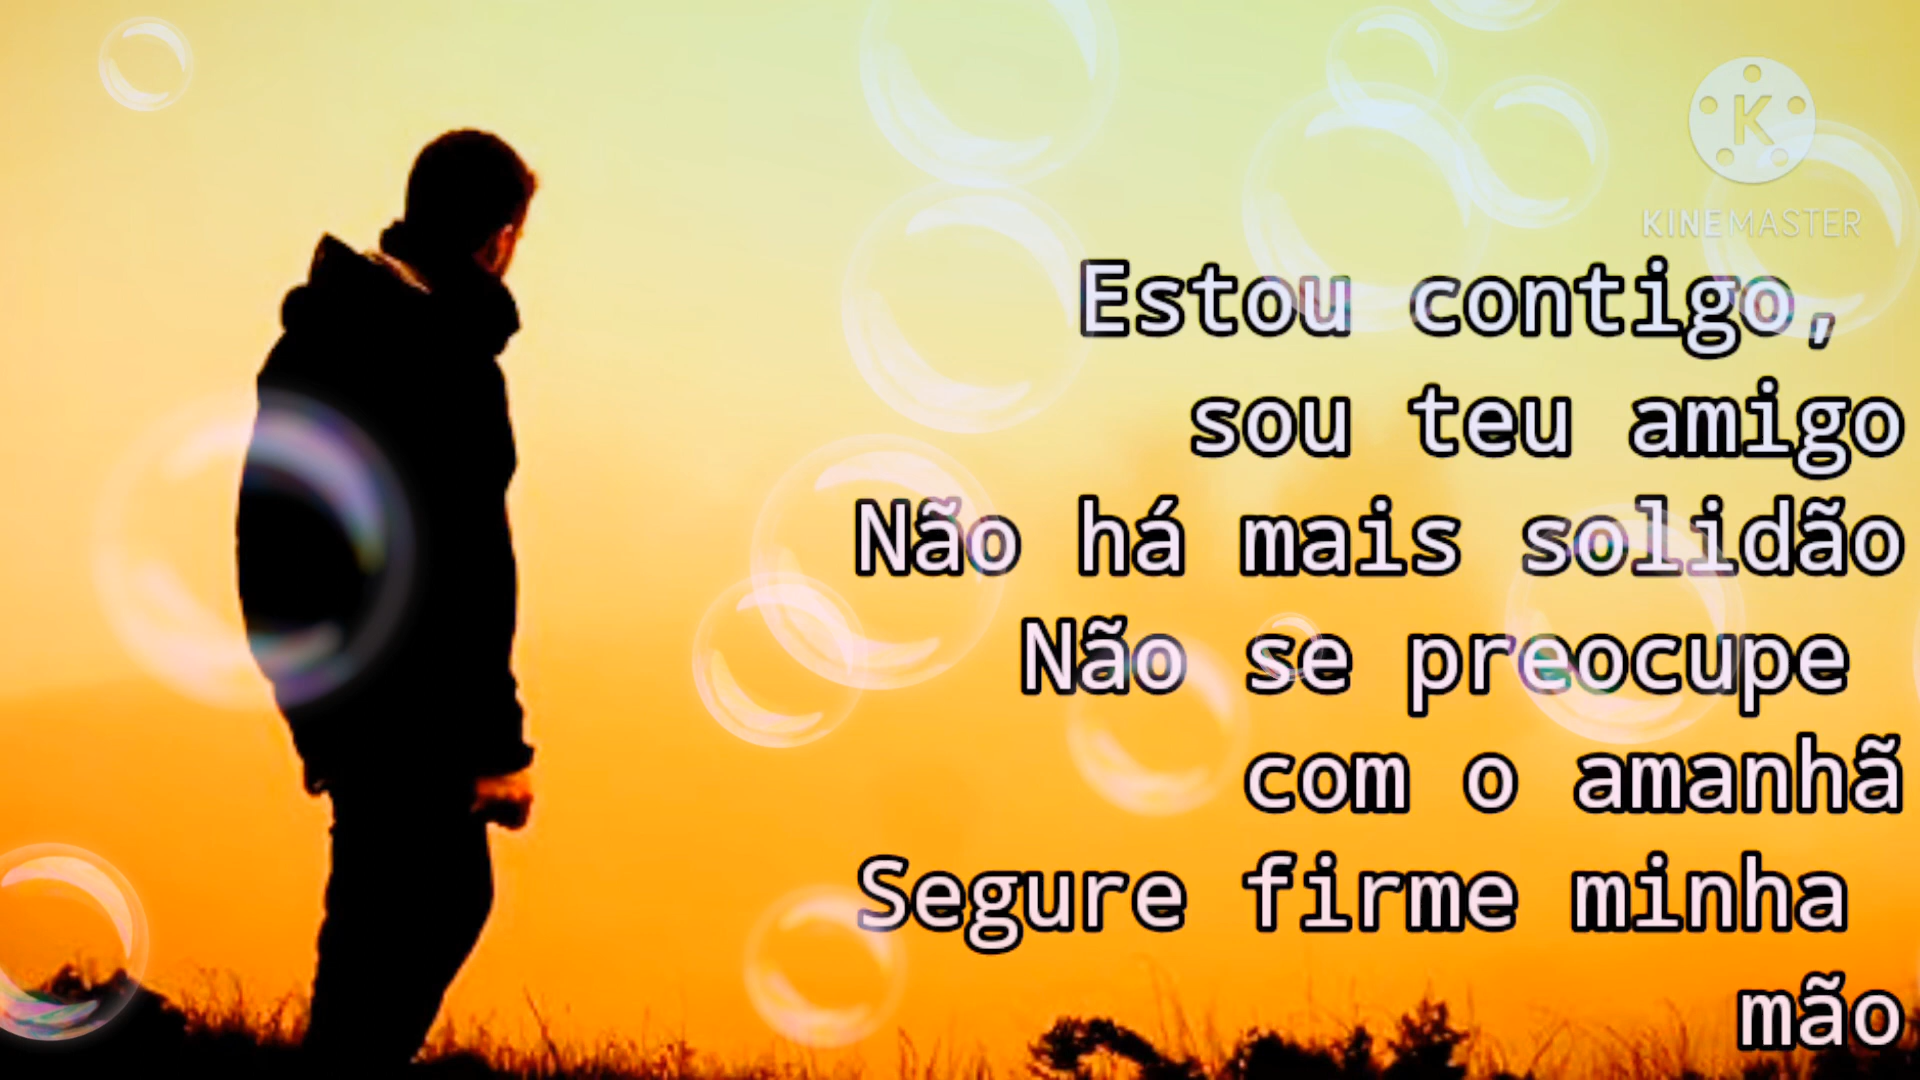 KINEMASTER
Estou contigo,
sou teu amigo
Não há mais solidão
Não se preocupe
com o amanhã
Segure firme minha
mão